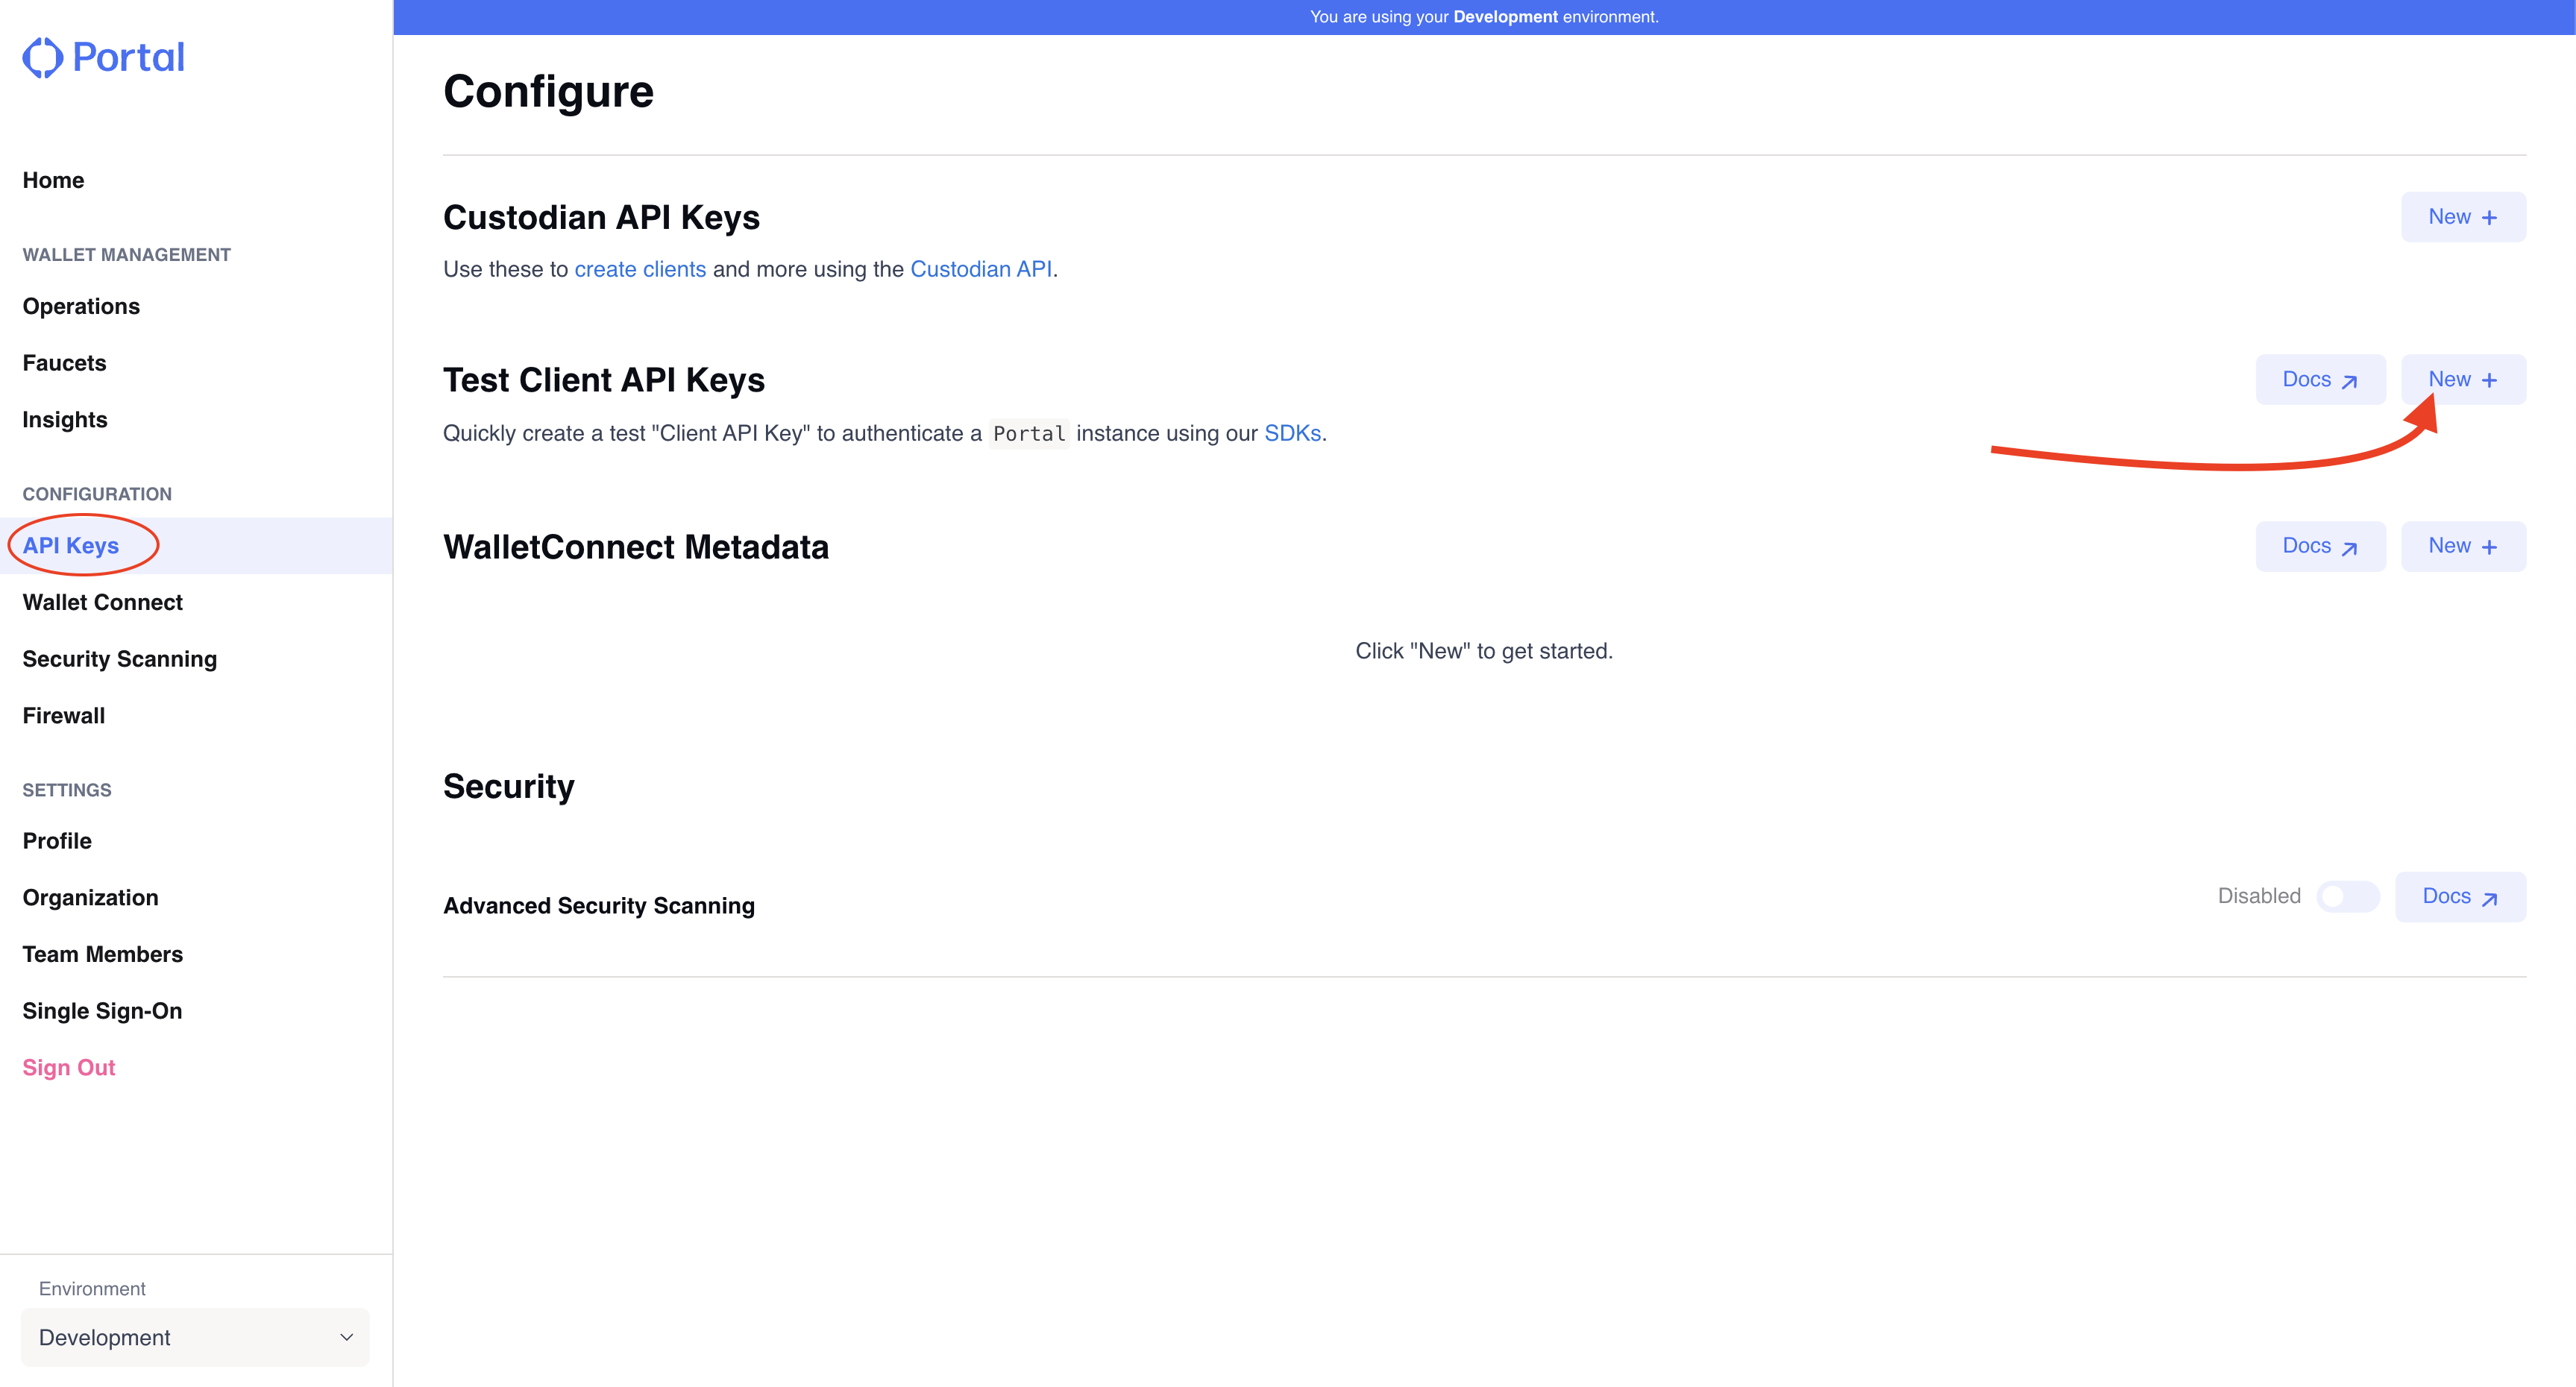 Portal
Home
WALLET MANAGEMENT
Operations
Faucets
Insights
CONFIGURATION
API Keys
Wallet Connect
Security Scanning
Firewall
SETTINGS
Profile
Organization
Team Members
Single Sign-On
Sign Out
Environment
Development
You are using your Development environment.
Configure
Custodian API Keys
New +
Use these to create clients and more using the Custodian API.
Test Client API Keys
Docs
New +
Quickly create a test "Client API Key" to authenticate a Portal instance using our SDKs.
WalletConnect Metadata
Docs
New +
Click "New" to get started.
Security
Advanced Security Scanning
Disabled
Docs